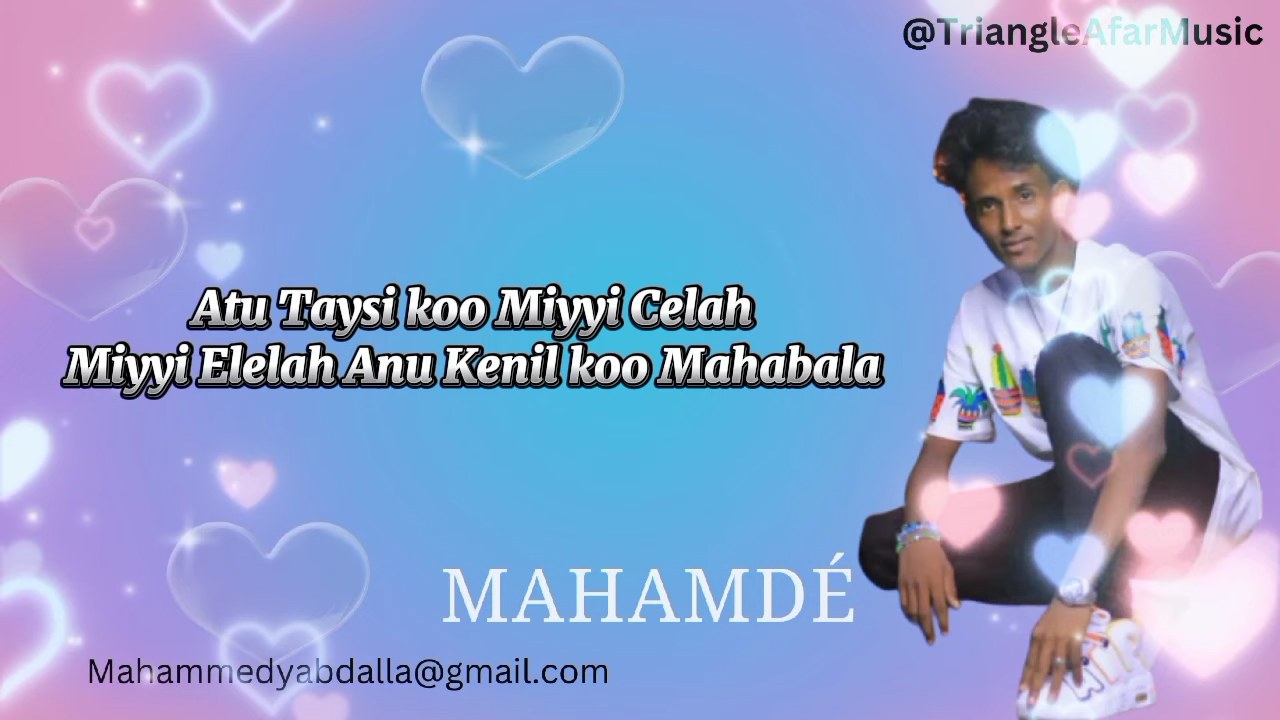 @TriangleAfarMusic
Atu Taysi koo Miyyi Celah
Miyyi Elelah Anu Kenil koo Mahabala
MAHAMDÉ
Mahammedyabdalla@gmail.com